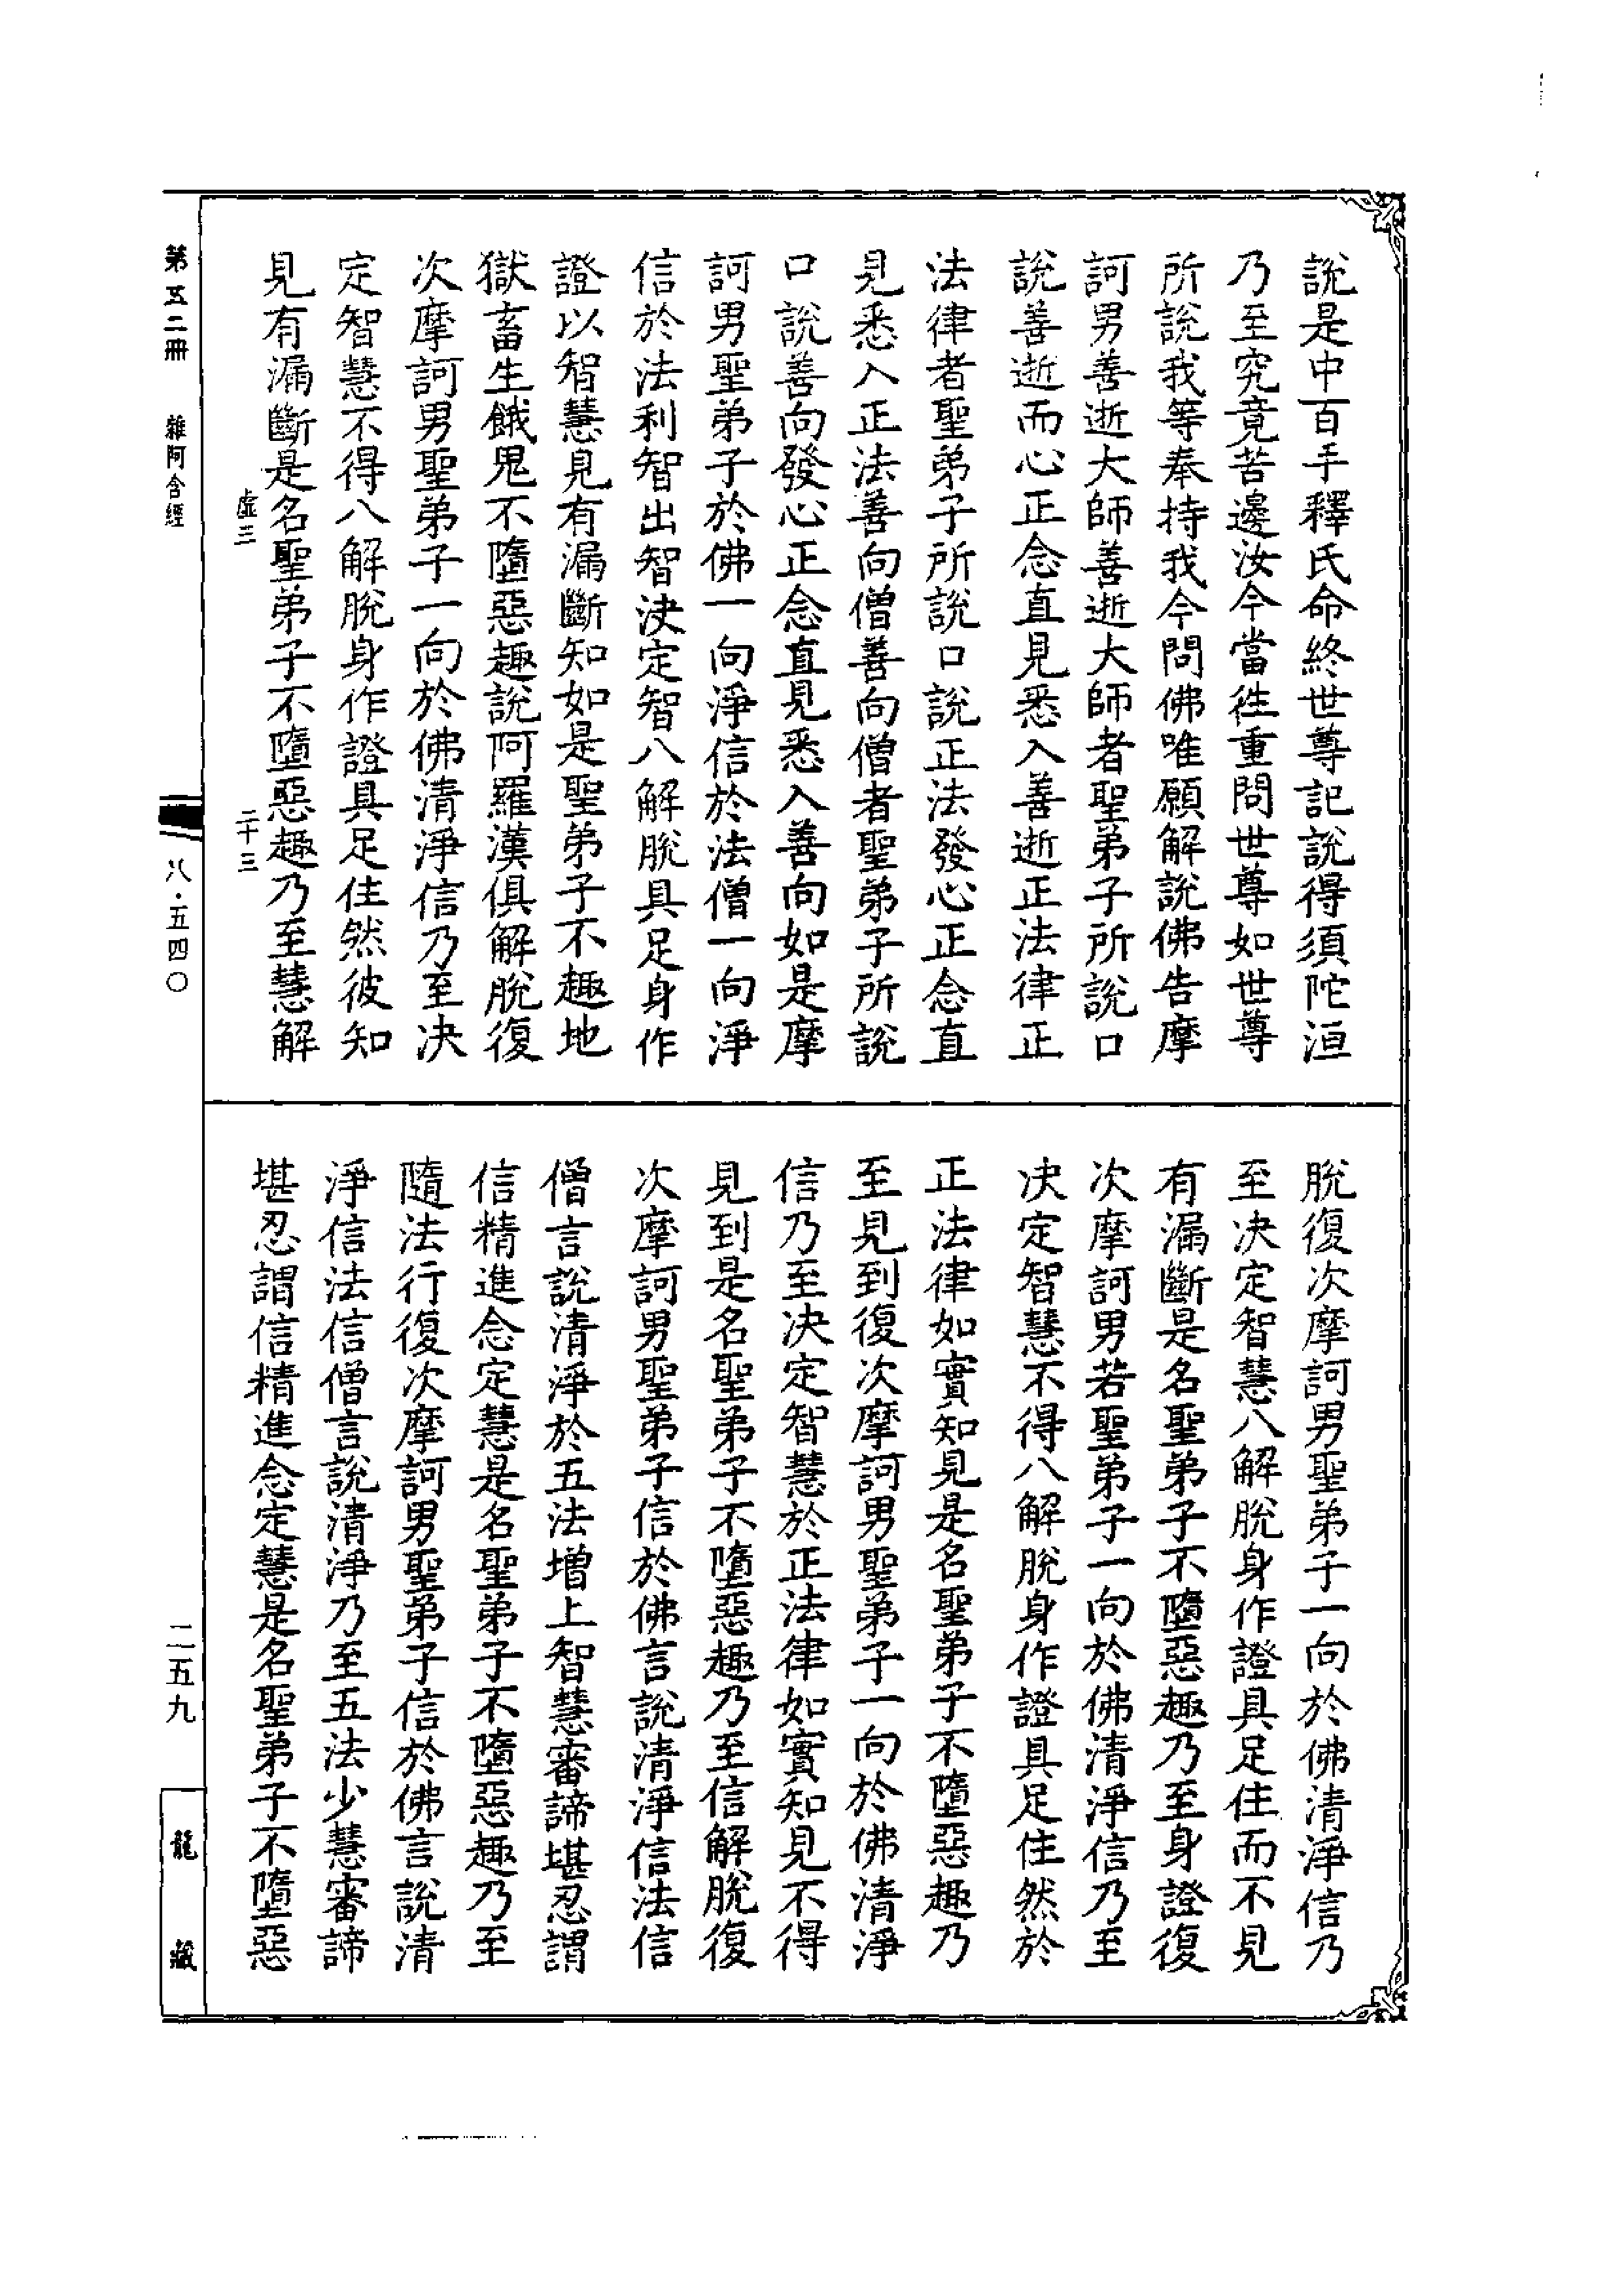 說是中百手釋氏命終世尊記說得須陀洹
乃至究竟苦邊汝今當往重問世尊如世尊
所說我等奉持我今問佛唯願解說佛告摩
訶男善逝大師善逝大師者聖弟子所說口
說善逝而心正念直見悉入善逝正法律正
法律者聖弟子所說口說正法發心正念直
見悉入正法善向僧善向僧者聖弟子所說
口說善向發心正念直見悉入善向如是摩
訶男聖弟子於佛一向淨信於法僧一向淨
信於法利智出智決定智八解脫具足身作
證以智慧見有漏斷知如是聖弟子不趣地
獄畜生餓鬼不墮惡趣說阿羅漢俱解脫復
次摩訶男聖弟子一向於佛清淨信乃至決
定智慧不得八解脫身作證具足住然彼知
見有漏斷是名聖弟子不墮惡趣乃至慧解
虛三
二十三
脫復次摩訶男聖弟子一向於佛清淨信乃
至決定智慧八解脫身作證具足住而不見
有漏斷是名聖弟子不墮惡趣乃至身證復
次摩訶男若聖弟子一向於佛清淨信乃至
決定智慧不得八解脫身作證具足住然於
正法律如實知見是名聖弟子不墮惡趣乃
至見到復次摩訶男聖弟子一向於佛清淨
信乃至決定智慧於正法律如實知見不得
見到是名聖弟子不墮惡趣乃至信解脫復
次摩訶男聖弟子信於佛言說清淨信法信
僧言說清淨於五法增上智慧審諦堪忍謂
信精進念定慧是名聖弟子不墮惡趣乃至
隨法行復次摩訶男聖弟子信於佛言說清
淨信法信僧言說清淨乃至五法少慧審諦
堪忍謂信精進念定慧是名聖弟子不墮惡
第五二冊 雜阿含經
八·五四〇
二五九
龍藏